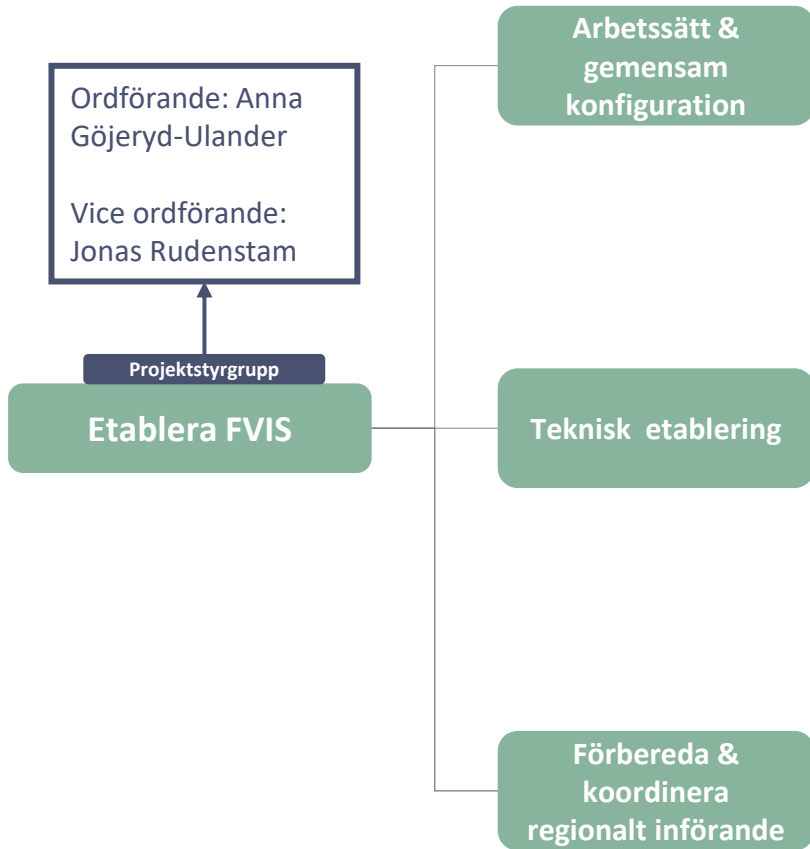 Arbetssätt &
gemensam
konfiguration
Ordförande: Anna
Göjeryd-Ulander
Vice ordförande:
Jonas Rudenstam
Projektstyrgrupp
Etablera FVIS
Teknisk etablering
Förbereda &
koordinera
regionalt införande